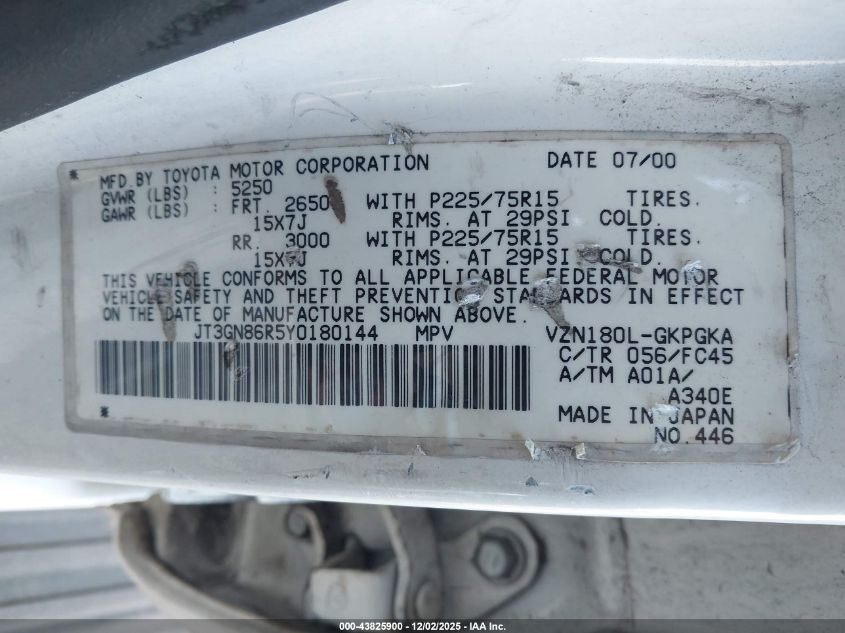 MFD.BY TOYOTA MOTOR CORPORATION DATE 07/00
GVWR (LBS) : 5250
GAWR (LBS) : FRT. 2650 WITH P225/75R15 TIRES.
15X7J RIMS. AT 29PSI COLD.
RR. 3000 WITH P225/75R15 TIRES.
15X7J RIMS. AT 29PSI COLD.
THIS VEHICLE CONFORMS TO ALL APPLICABLE FEDERAL MOTOR
VEHICLE SAFETY AND THEFT PREVENTION STANDARDS IN EFFECT
ON THE DATE OF MANUFACTURE SHOWN ABOVE.
JT3GN86R5Y0180144 MPV VZN180L-GKPGKA
C/TR 056/FC45
A/TM A01A/
A340E
MADE IN JAPAN
NO.446
000-43825900 - 12/02/2025 - IAA Inc.